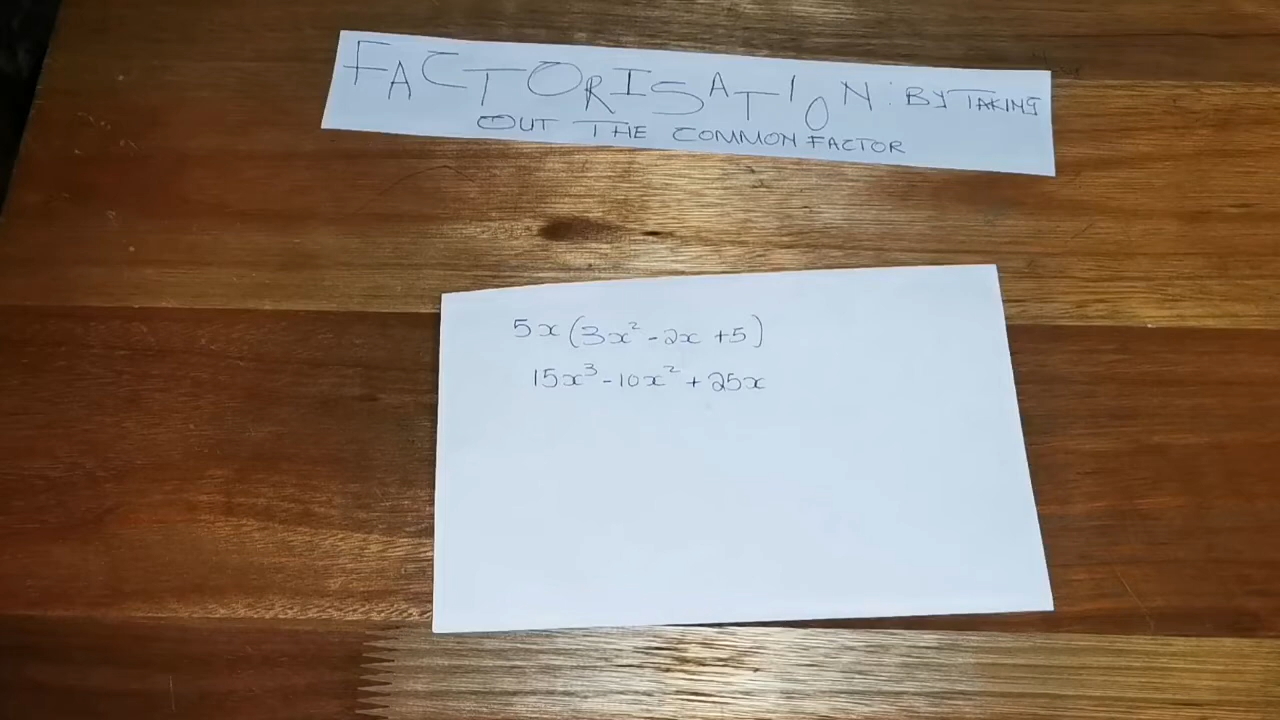 FACTORISATION: BY TAKING
OUT THE COMMON FACTOR
5x(3x² - 2x + 5)
15x³ - 10x² + 25x